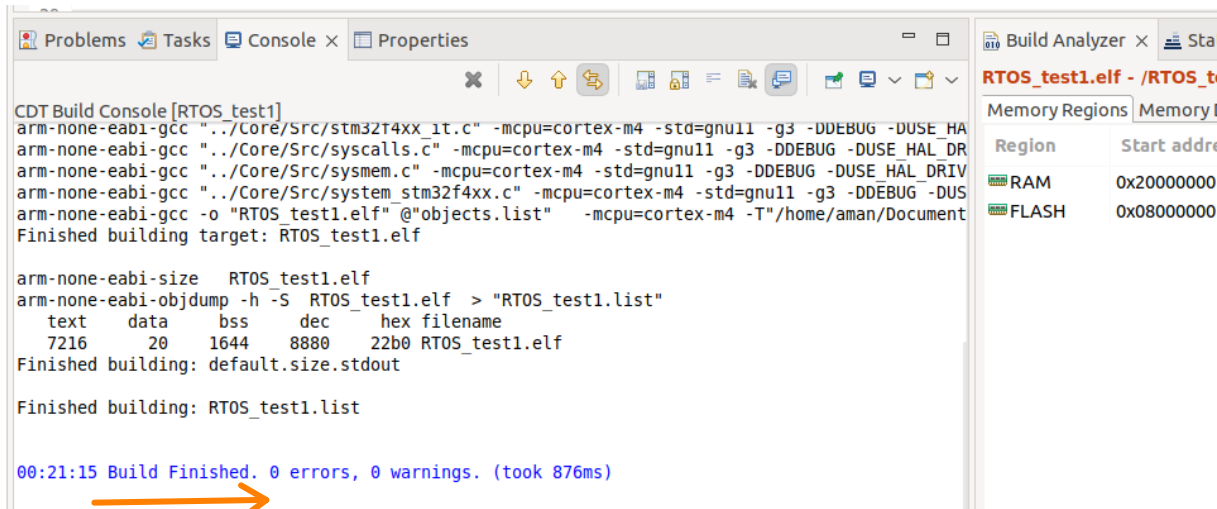 Problems Tasks Console × Properties
CDT Build Console [RTOS_test1]
arm-none-eabi-gcc "../Core/Src/stm32f4xx_it.c" -mcpu=cortex-m4 -std=gnu11 -g3 -DDEBUG -DUSE_HA
arm-none-eabi-gcc "../Core/Src/syscalls.c" -mcpu=cortex-m4 -std=gnu11 -g3 -DDEBUG -DUSE_HAL_DR
arm-none-eabi-gcc "../Core/Src/sysmem.c" -mcpu=cortex-m4 -std=gnu11 -g3 -DDEBUG -DUSE_HAL_DRIV
arm-none-eabi-gcc "../Core/Src/system_stm32f4xx.c" -mcpu=cortex-m4 -std=gnu11 -g3 -DDEBUG -DUS
arm-none-eabi-gcc -o "RTOS_test1.elf" @"objects.list"   -mcpu=cortex-m4 -T"/home/aman/Document
Finished building target: RTOS_test1.elf
arm-none-eabi-size   RTOS_test1.elf
arm-none-eabi-objdump -h -S  RTOS_test1.elf  > "RTOS_test1.list"
   text    data     bss     dec     hex filename
   7216      20    1644    8880    22b0 RTOS_test1.elf
Finished building: default.size.stdout
Finished building: RTOS_test1.list
00:21:15 Build Finished. 0 errors, 0 warnings. (took 876ms)
Build Analyzer × Sta
RTOS_test1.elf - /RTOS_te
Memory Regions Memory D
Region Start addre
RAM 0x20000000
FLASH 0x08000000